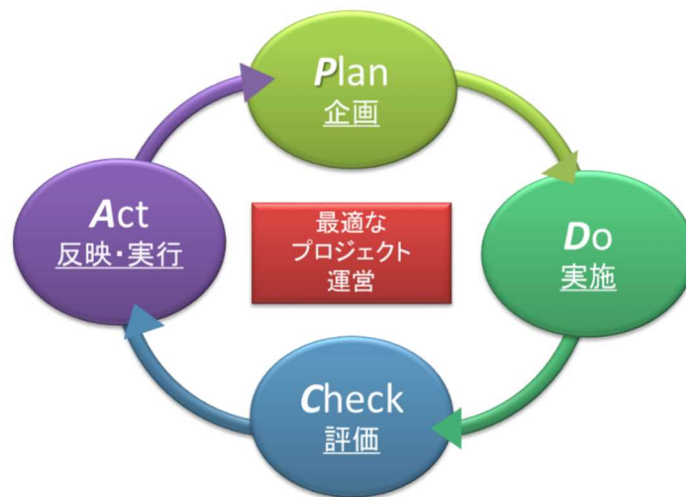 Plan
企画
Do
実施
Check
評価
Act
反映・実行
最適な
プロジェクト
運営